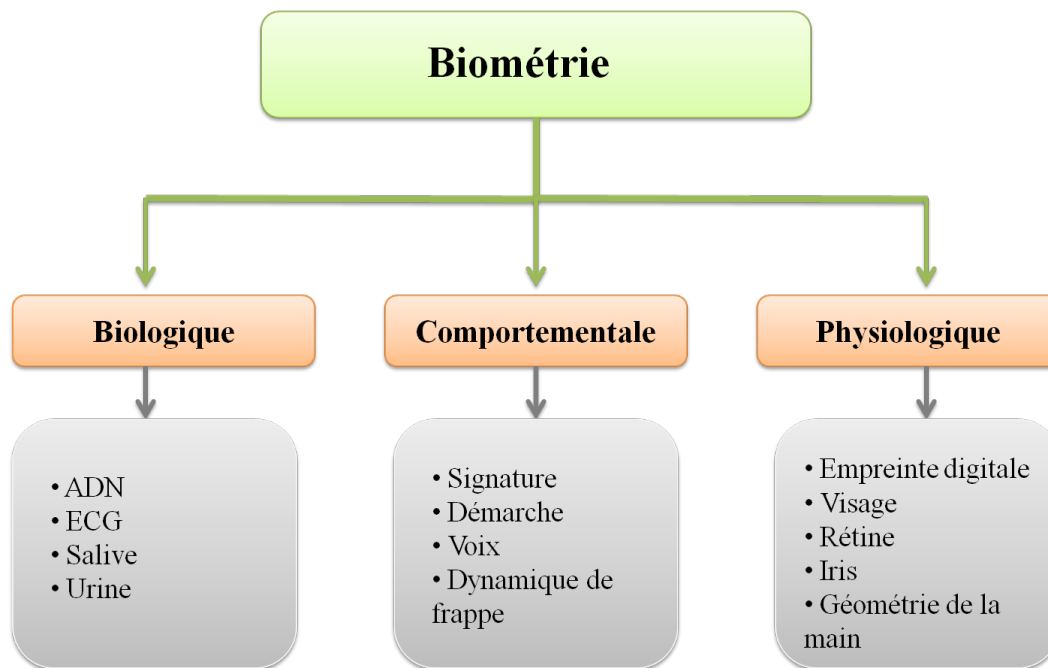 Biométrie
Biologique
• ADN
• ECG
• Salive
• Urine
Comportementale
• Signature
• Démarche
• Voix
• Dynamique de
frappe
Physiologique
• Empreinte digitale
• Visage
• Rétine
• Iris
• Géométrie de la
main